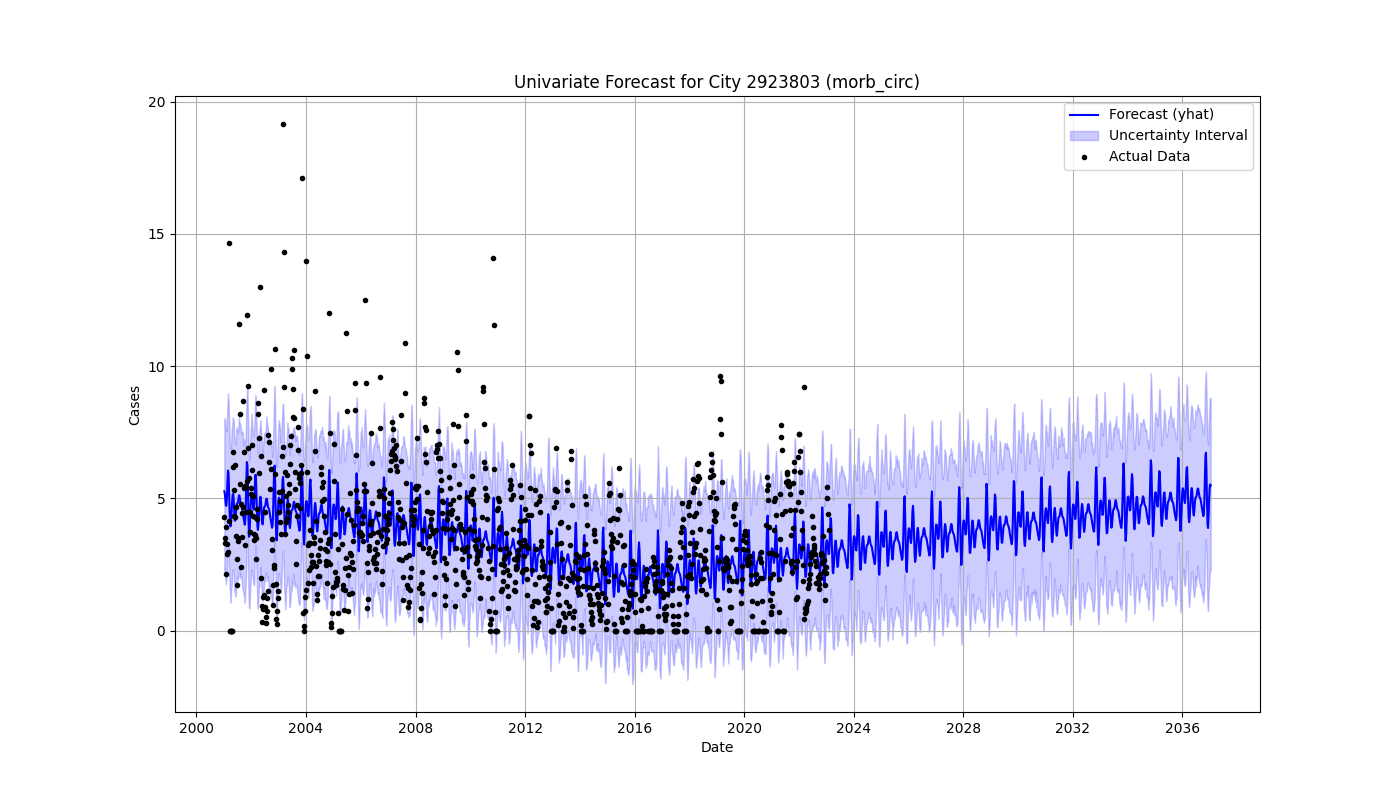 Univariate Forecast for City 2923803 (morb_circ)
Forecast (yhat)
Uncertainty Interval
Actual Data
Cases
20
15
10
5
0
2000 2004 2008 2012 2016 2020 2024 2028 2032 2036
Date